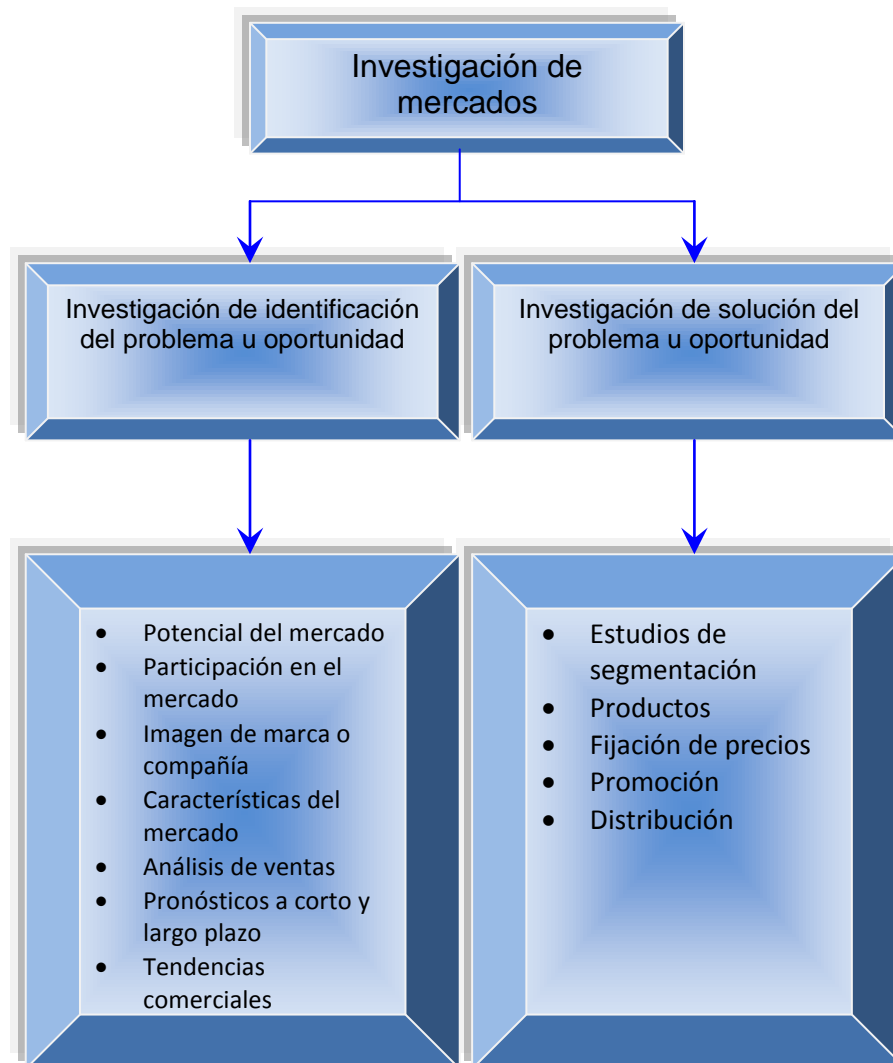 Investigación de
mercados
Investigación de identificación
del problema u oportunidad
Investigación de solución del
problema u oportunidad
• Potencial del mercado
• Participación en el
mercado
• Imagen de marca o
compañía
• Característícas del
mercado
• Análisis de ventas
• Pronósticos a corto y
largo plazo
• Tendencias
comerciales
• Estudios de
segmentación
• Productos
• Fijación de precios
• Promoción
• Distribución